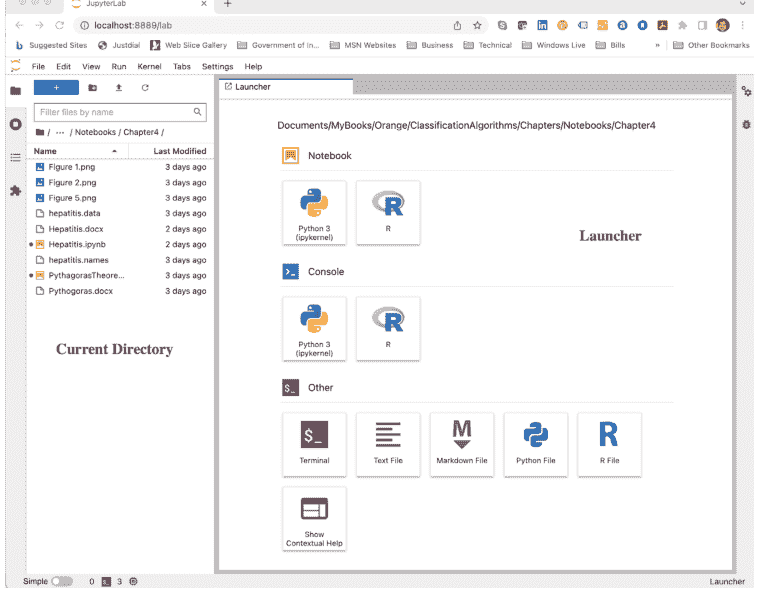 JupyterLab
localhost:8889/lab
Suggested Sites Justdial Web Slice Gallery Government of In... MSN Websites Business Technical Windows Live Bills » Other Bookmarks
File Edit View Run Kernel Tabs Settings Help
Launcher
Filter files by name
/ ··· / Notebooks / Chapter4 /
Name Last Modified
Figure 1.png 3 days ago
Figure 2.png 3 days ago
Figure 5.png 3 days ago
hepatitis.data 3 days ago
Hepatitis.docx 2 days ago
Hepatitis.ipynb 2 days ago
hepatitis.names 3 days ago
PythagorasTheore... 3 days ago
Pythogoras.docx 3 days ago
Current Directory
Documents/MyBooks/Orange/ClassificationAlgorithms/Chapters/Notebooks/Chapter4
Notebook
Python 3
(ipykernel)
R
Launcher
Console
Python 3
(ipykernel)
R
$_ Other
$_
Terminal
Text File
M
Markdown File
Python File
R
R File
Show
Contextual Help
Simple 0 $_ 3 Launcher